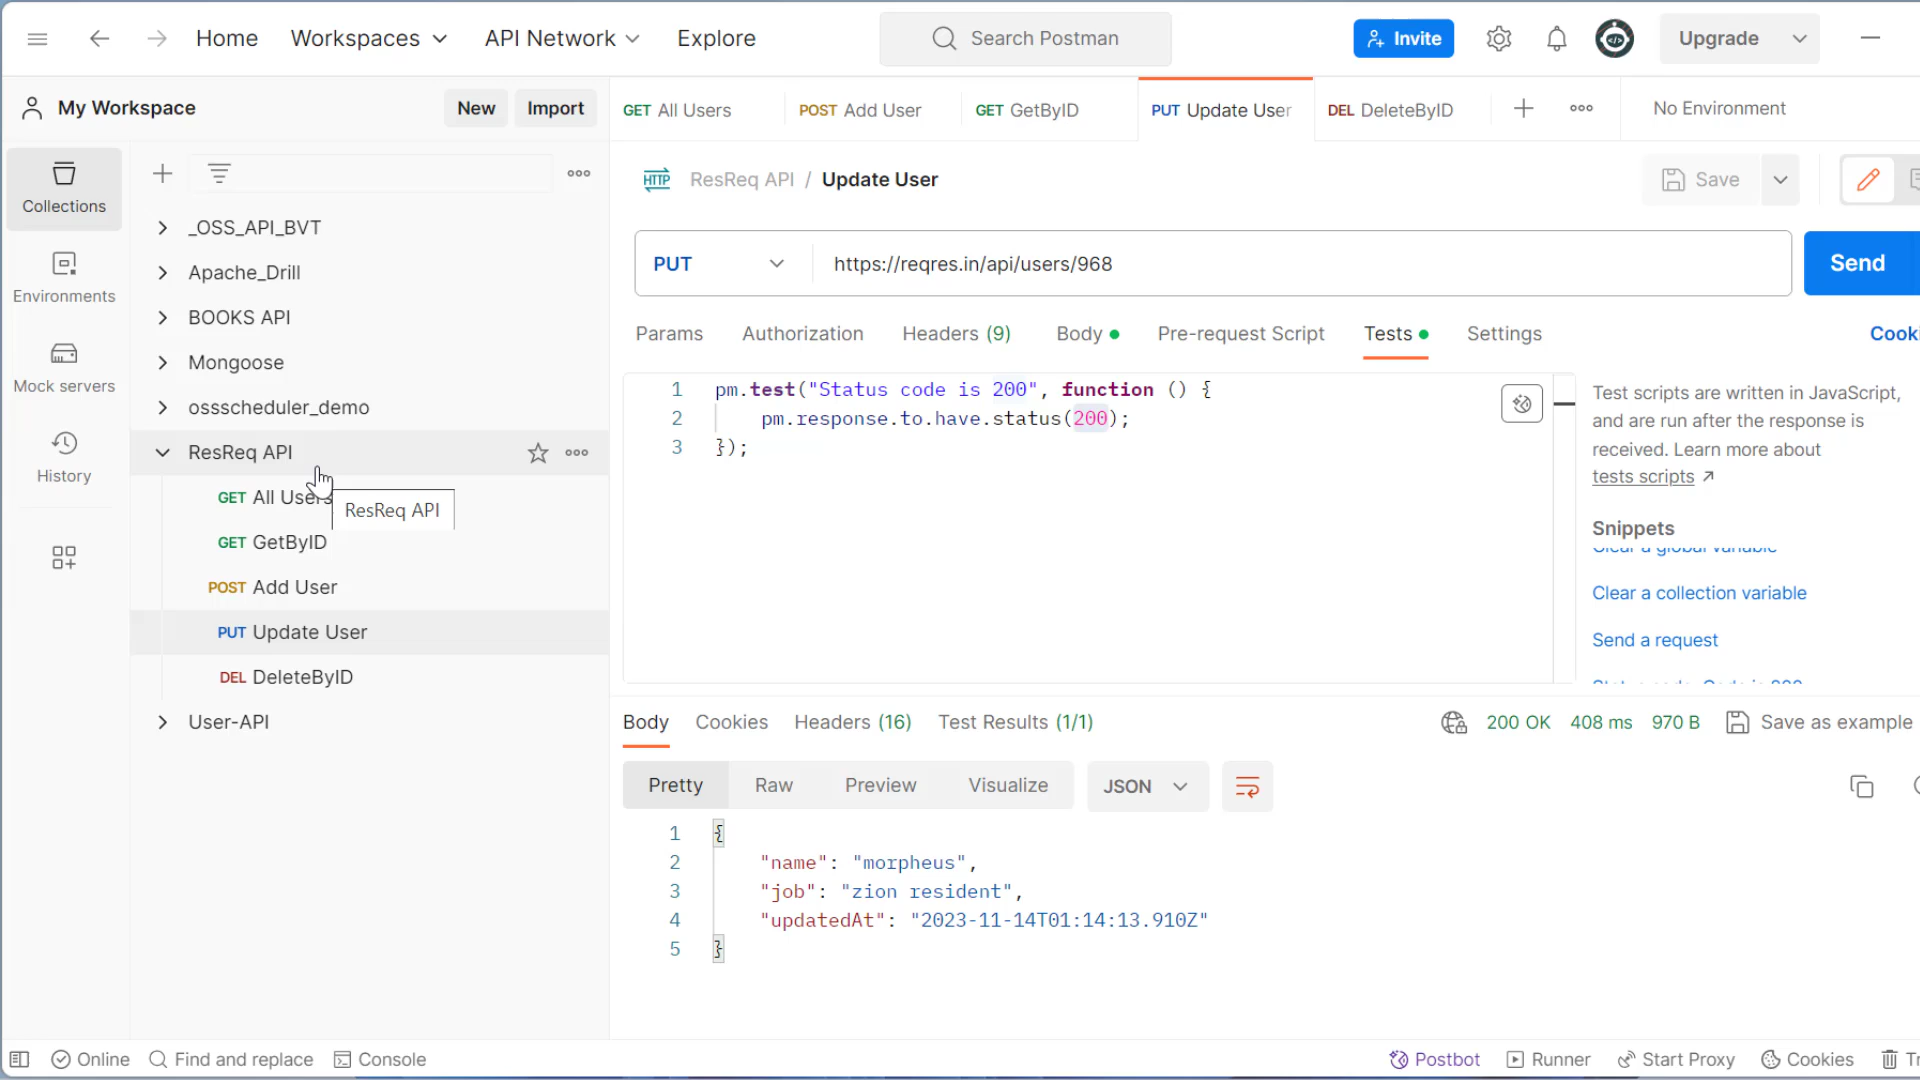 Home Workspaces API Network Explore Search Postman Invite Upgrade
My Workspace New Import
GET All Users POST Add User GET GetByID PUT Update User DEL DeleteByID No Environment
Collections
Environments
Mock servers
History
_OSS_API_BVT
Apache_Drill
BOOKS API
Mongoose
ossscheduler_demo
ResReq API
GET All Users
ResReq API
GET GetByID
POST Add User
PUT Update User
DEL DeleteByID
User-API
HTTP ResReq API / Update User Save
PUT https://reqres.in/api/users/968 Send
Params Authorization Headers (9) Body Pre-request Script Tests Settings Cooki
1 pm.test("Status code is 200", function () {
2 pm.response.to.have.status(200);
3 });
Test scripts are written in JavaScript,
and are run after the response is
received. Learn more about
tests scripts ↗
Snippets
Clear a global variable
Clear a collection variable
Send a request
Body Cookies Headers (16) Test Results (1/1) 200 OK 408 ms 970 B Save as example
Pretty Raw Preview Visualize JSON
1 {
2 "name": "morpheus",
3 "job": "zion resident",
4 "updatedAt": "2023-11-14T01:14:13.910Z"
5 }
Online Find and replace Console Postbot Runner Start Proxy Cookies Tr